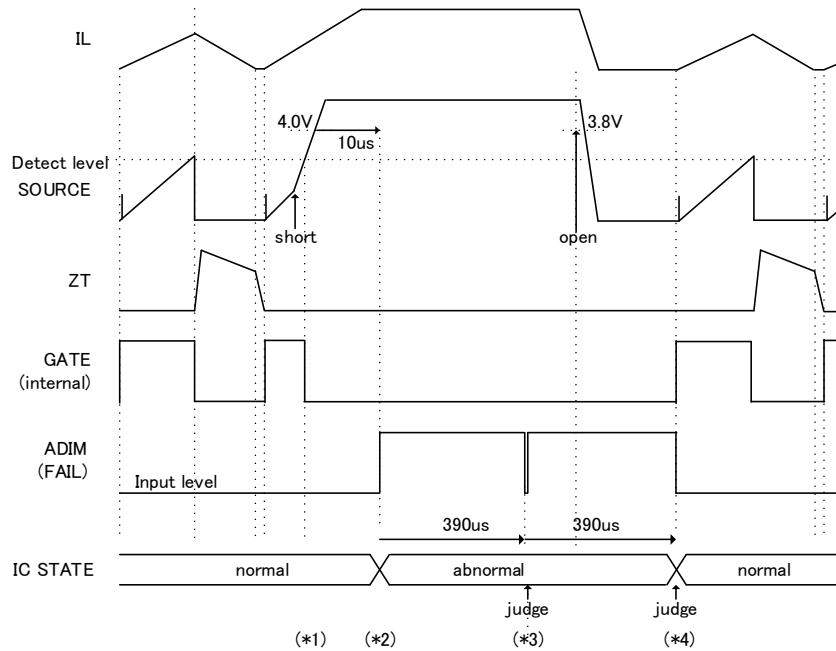 IL
4.0V
3.8V
10us
Detect level
SOURCE
short
open
ZT
GATE
(internal)
ADIM
(FAIL)
Input level
390us
390us
IC STATE
normal
abnormal
normal
judge
judge
(*1)
(*2)
(*3)
(*4)